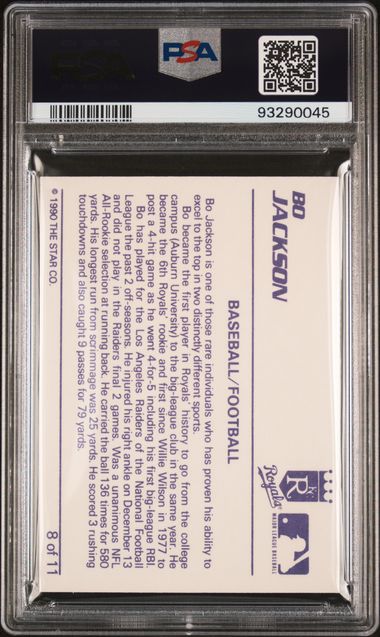 PSA
PSA
93290045
BO
JACKSON
Royals
MAJOR LEAGUE BASEBALL
BASEBALL/FOOTBALL
Bo Jackson is one of those rare individuals who has proven his ability to
excel to the top in two distinctly different sports.
Bo became the first player in Royals' history to go from the college
campus (Auburn University) to the big-league club in the same year. He
became the 6th Royals' rookie and first since Willie Wilson in 1977 to
post a 4-hit game as he went 4-for-5 including his first big-league RBI.
Bo has played for the Los Angeles Raiders of the National Football
League the past 2 off-seasons. He injured his right ankle on December 13
and did not play in the Raiders final 2 games. Was a unanimous NFL
All-Rookie selection at running back. He carried the ball 136 times for 580
yards. His longest run from scrimmage was 25 yards. He scored 3 rushing
touchdowns and also caught 9 passes for 79 yards.
© 1990 THE STAR CO.
8 of 11